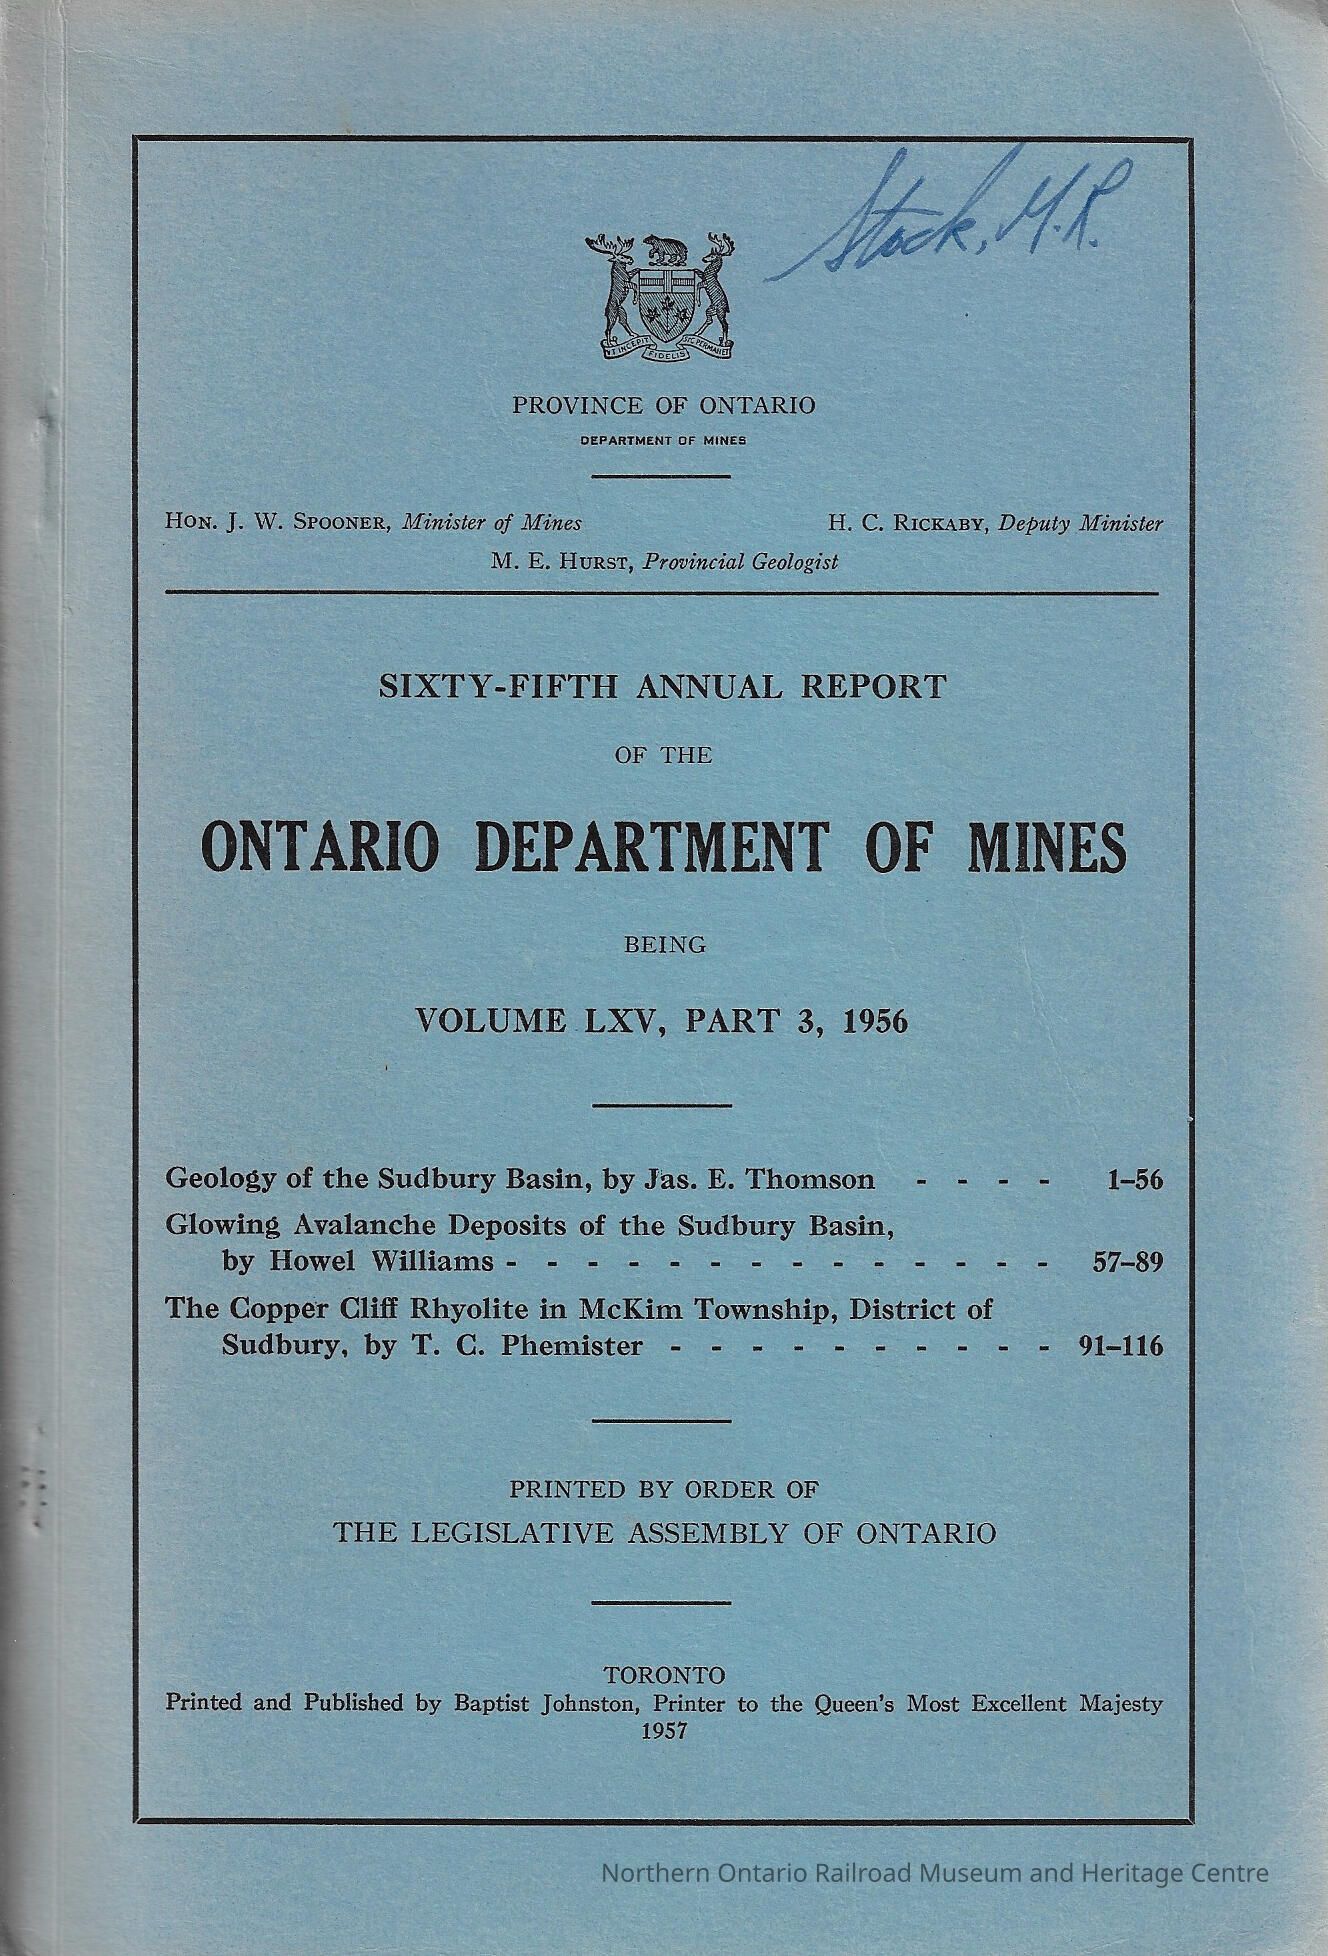 Stock, M.R.
UT INCEPIT
FIDELIS
SIC PERMANET
PROVINCE OF ONTARIO
DEPARTMENT OF MINES
HON. J. W. SPOONER, Minister of Mines H. C. RICKABY, Deputy Minister
M. E. HURST, Provincial Geologist
SIXTY-FIFTH ANNUAL REPORT
OF THE
ONTARIO DEPARTMENT OF MINES
BEING
VOLUME LXV, PART 3, 1956
Geology of the Sudbury Basin, by Jas. E. Thomson - - - - 1–56
Glowing Avalanche Deposits of the Sudbury Basin,
by Howel Williams - - - - - - - - - - - - - - 57–89
The Copper Cliff Rhyolite in McKim Township, District of
Sudbury, by T. C. Phemister - - - - - - - - - - 91–116
PRINTED BY ORDER OF
THE LEGISLATIVE ASSEMBLY OF ONTARIO
TORONTO
Printed and Published by Baptist Johnston, Printer to the Queen's Most Excellent Majesty
1957
Northern Ontario Railroad Museum and Heritage Centre